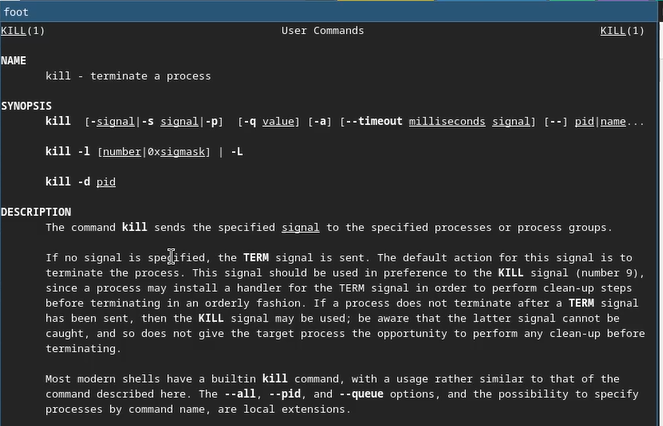 foot
KILL(1) User Commands KILL(1)
NAME
kill - terminate a process
SYNOPSIS
kill [-signal|-s signal|-p] [-q value] [-a] [--timeout milliseconds signal] [--] pid|name...
kill -l [number|0xsigmask] | -L
kill -d pid
DESCRIPTION
The command kill sends the specified signal to the specified processes or process groups.
If no signal is specified, the TERM signal is sent. The default action for this signal is to
terminate the process. This signal should be used in preference to the KILL signal (number 9),
since a process may install a handler for the TERM signal in order to perform clean-up steps
before terminating in an orderly fashion. If a process does not terminate after a TERM signal
has been sent, then the KILL signal may be used; be aware that the latter signal cannot be
caught, and so does not give the target process the opportunity to perform any clean-up before
terminating.
Most modern shells have a builtin kill command, with a usage rather similar to that of the
command described here. The --all, --pid, and --queue options, and the possibility to specify
processes by command name, are local extensions.